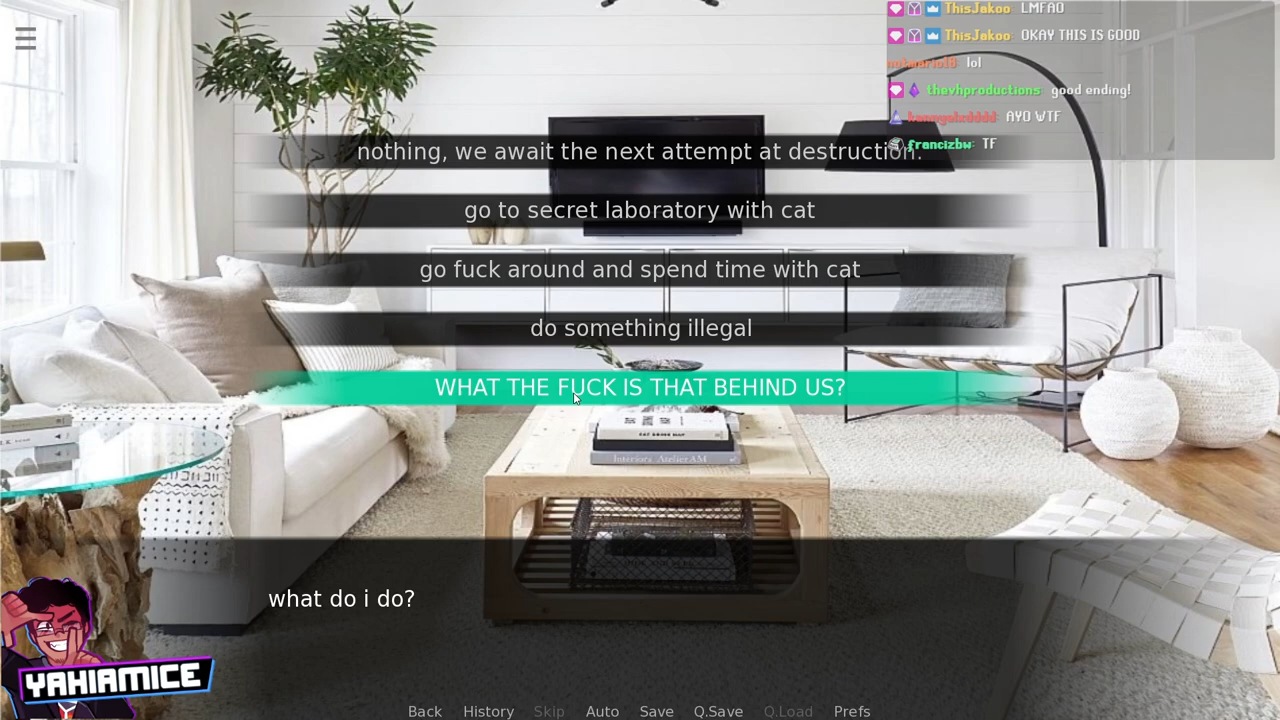 ThisJakoo LMFAO
ThisJakoo OKAY THIS IS GOOD
lol
thevhproductions good ending!
AYO WTF
francizbw: TF
nothing, we await the next attempt at destruction.
go to secret laboratory with cat
go fuck around and spend time with cat
do something illegal
WHAT THE FUCK IS THAT BEHIND US?
Interiors Atelier AM
what do i do?
YAHIAMICE
Back History Skip Auto Save Q.Save Q.Load Prefs